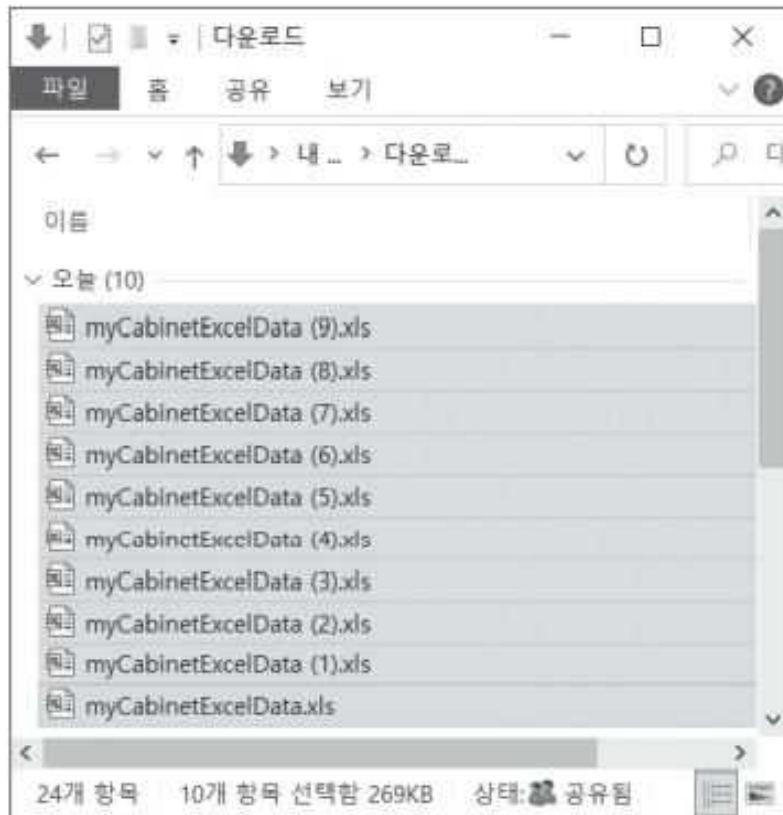 다운로드
파일 홈 공유 보기
내 ... > 다운로...
이름
오늘 (10)
myCabinetExcelData (9).xls
myCabinetExcelData (8).xls
myCabinetExcelData (7).xls
myCabinetExcelData (6).xls
myCabinetExcelData (5).xls
myCabinetExcelData (4).xls
myCabinetExcelData (3).xls
myCabinetExcelData (2).xls
myCabinetExcelData (1).xls
myCabinetExcelData.xls
24개 항목 10개 항목 선택함 269KB 상태: 공유됨